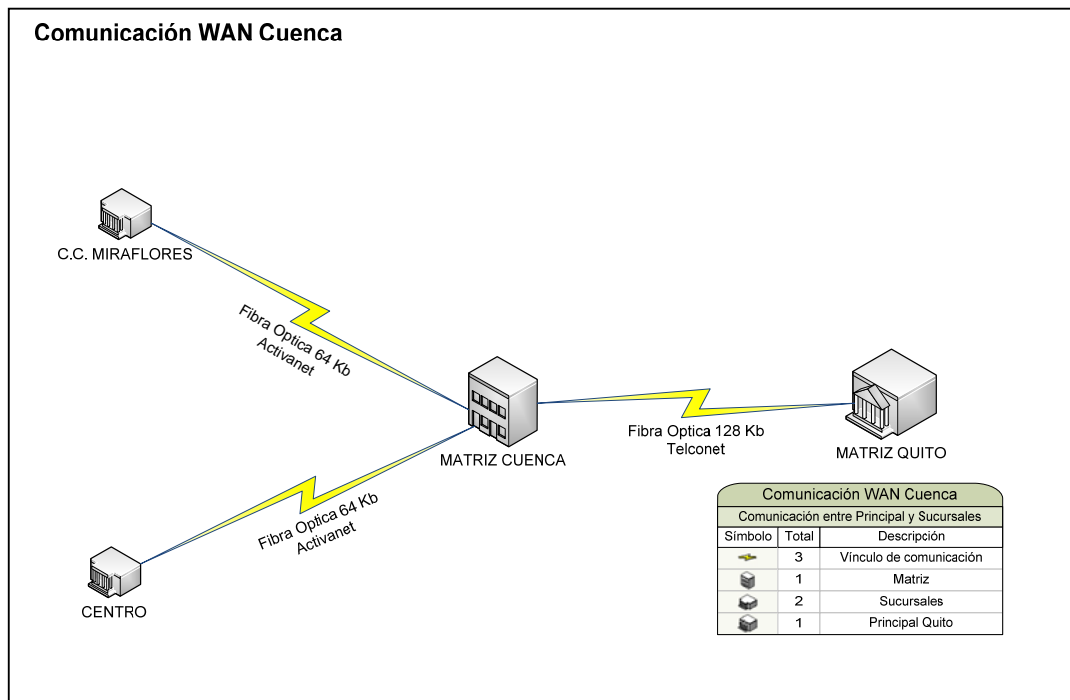 Comunicación WAN Cuenca
C.C. MIRAFLORES
Fibra Optica 64 Kb
Activanet
MATRIZ CUENCA
Fibra Optica 128 Kb
Telconet
MATRIZ QUITO
Fibra Optica 64 Kb
Activanet
CENTRO
Comunicación WAN Cuenca
Comunicación entre Principal y Sucursales
Símbolo Total Descripción
3 Vínculo de comunicación
1 Matriz
2 Sucursales
1 Principal Quito